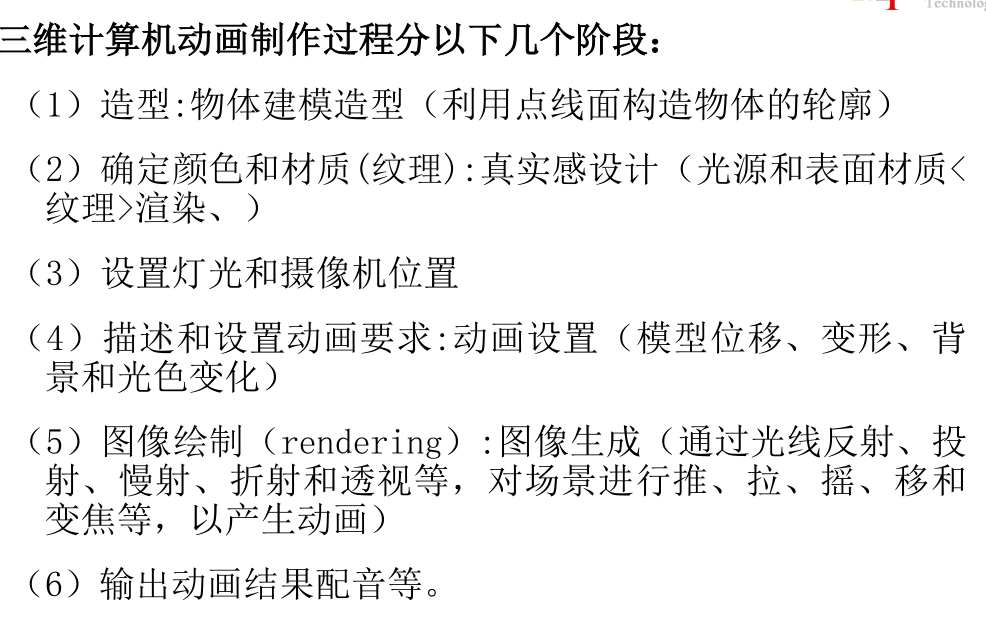 Technolog
三维计算机动画制作过程分以下几个阶段：
（1）造型:物体建模造型（利用点线面构造物体的轮廓）
（2）确定颜色和材质(纹理):真实感设计（光源和表面材质<
纹理>渲染、）
（3）设置灯光和摄像机位置
（4）描述和设置动画要求:动画设置（模型位移、变形、背
景和光色变化）
（5）图像绘制（rendering）:图像生成（通过光线反射、投
射、慢射、折射和透视等，对场景进行推、拉、摇、移和
变焦等，以产生动画）
（6）输出动画结果配音等。